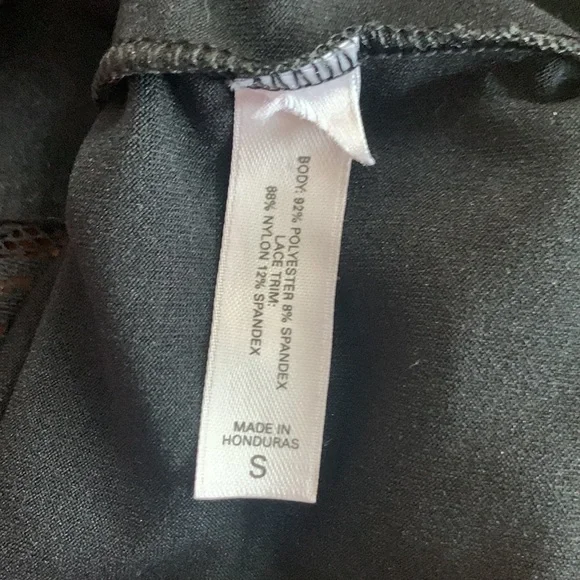 BODY: 92% POLYESTER 8% SPANDEX
LACE TRIM:
88% NYLON 12% SPANDEX
MADE IN
HONDURAS
S